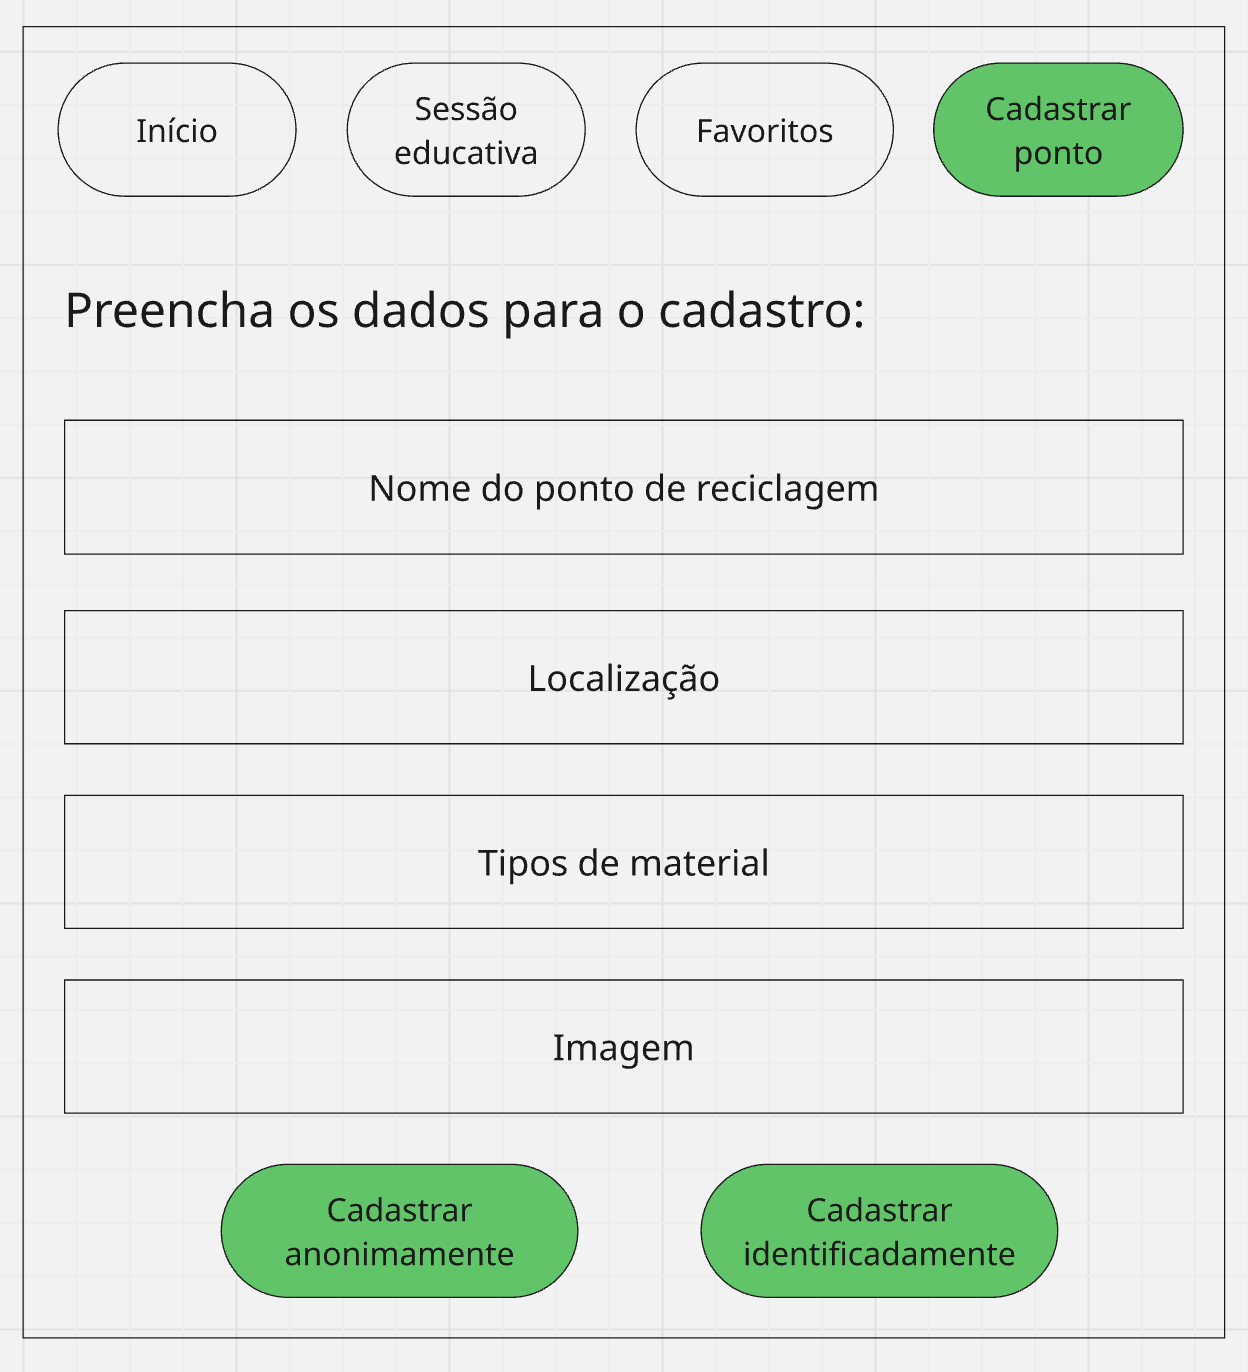 Início
Sessão
educativa
Favoritos
Cadastrar
ponto
Preencha os dados para o cadastro:
Nome do ponto de reciclagem
Localização
Tipos de material
Imagem
Cadastrar
anonimamente
Cadastrar
identificadamente